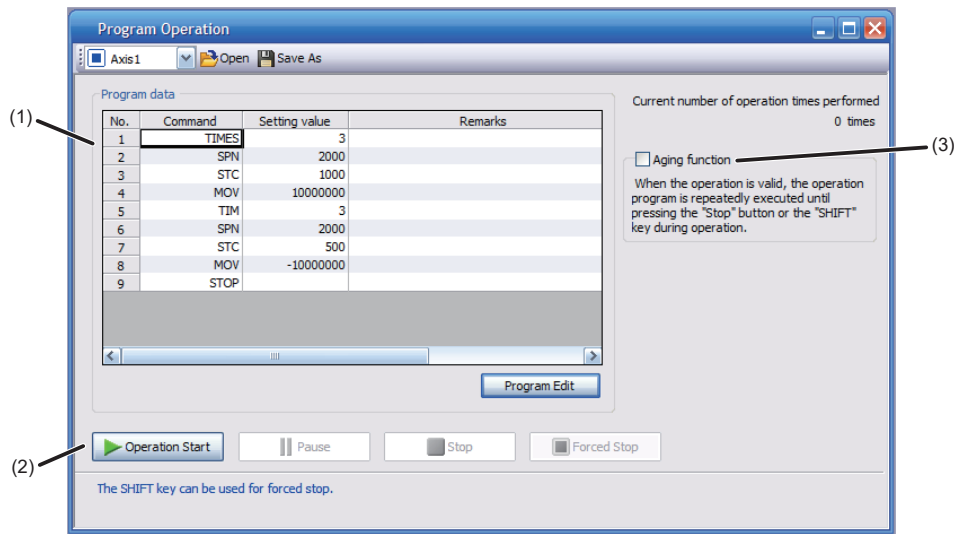 Program Operation
Axis1 Open Save As
Program data
No. Command Setting value Remarks
1 TIMES 3
2 SPN 2000
3 STC 1000
4 MOV 10000000
5 TIM 3
6 SPN 2000
7 STC 500
8 MOV -10000000
9 STOP
Program Edit
Current number of operation times performed
0 times
Aging function
When the operation is valid, the operation
program is repeatedly executed until
pressing the "Stop" button or the "SHIFT"
key during operation.
Operation Start Pause Stop Forced Stop
The SHIFT key can be used for forced stop.
(1)
(2)
(3)